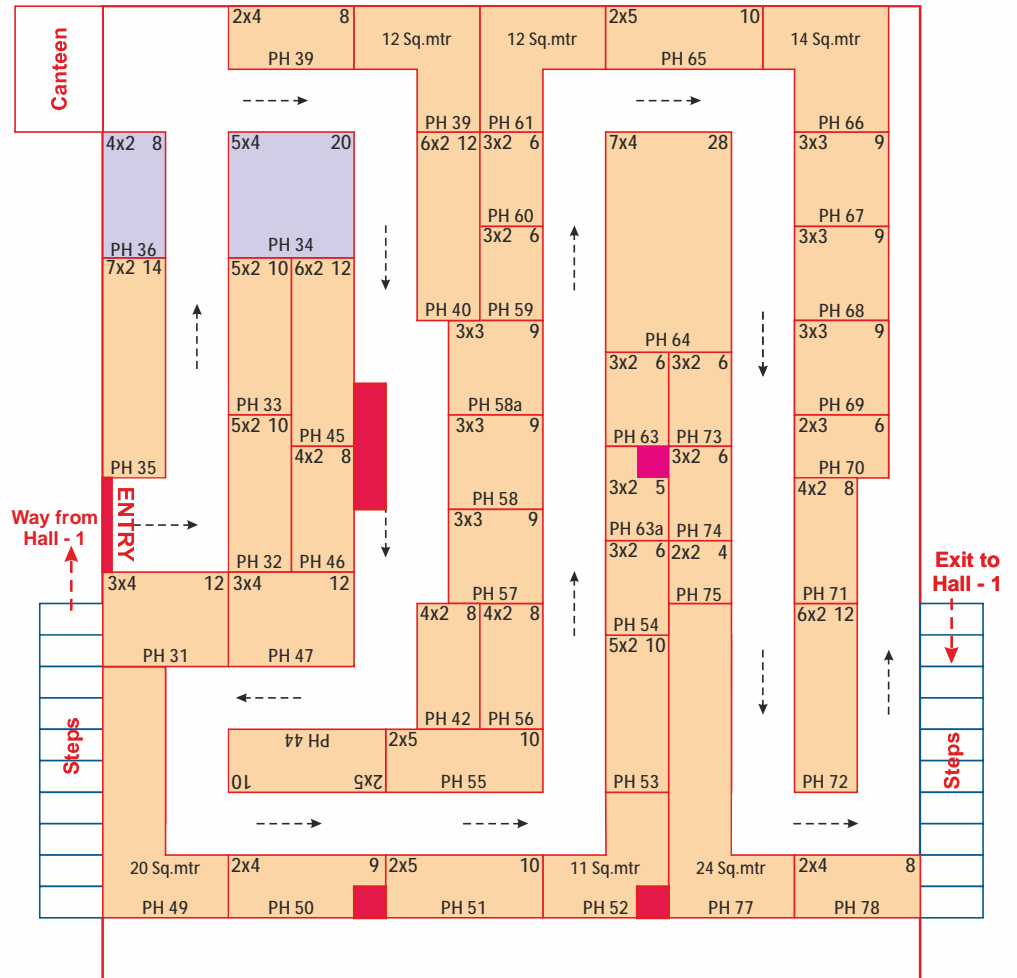 Canteen
2x4 8
PH 39
12 Sq.mtr
PH 39
12 Sq.mtr
PH 61
2x5 10
PH 65
14 Sq.mtr
PH 66
4x2 8
PH 36
5x4 20
PH 34
6x2 12
PH 40
3x2 6
PH 60
3x2 6
PH 59
7x4 28
PH 64
3x3 9
PH 67
3x3 9
PH 68
3x3 9
PH 69
2x3 6
PH 70
7x2 14
PH 35
5x2 10
PH 33
6x2 12
PH 45
5x2 10
PH 32
4x2 8
PH 46
3x3 9
PH 58a
3x3 9
PH 58
3x3 9
PH 57
3x2 6
PH 63
3x2 6
PH 73
3x2 5
PH 63a
3x2 6
PH 74
3x2 6
PH 54
2x2 4
PH 75
4x2 8
PH 71
6x2 12
PH 72
Way from
Hall - 1
ENTRY
Exit to
Hall - 1
3x4 12
PH 31
3x4 12
PH 47
4x2 8
PH 42
4x2 8
PH 56
5x2 10
PH 53
Steps
PH 44
2x5 10
2x5 10
PH 55
Steps
20 Sq.mtr
PH 49
2x4 9
PH 50
2x5 10
PH 51
11 Sq.mtr
PH 52
24 Sq.mtr
PH 77
2x4 8
PH 78